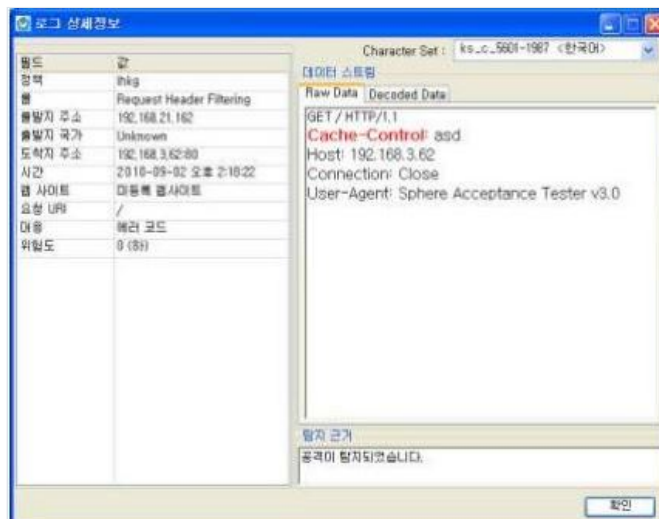 로그 상세정보
필드 값
정책 lhkg
룰 Request Header Filtering
출발지 주소 192.168.21.162
출발지 국가 Unknown
도착지 주소 192.168.3.62:80
시간 2010-09-02 오후 2:18:22
웹 사이트 미등록 웹사이트
요청 URI /
대응 에러 코드
위험도 0 (하)
Character Set : ks_c_5601-1987 <한국어>
데이터 스트림
Raw Data Decoded Data
GET / HTTP/1.1
Cache-Control: asd
Host: 192.168.3.62
Connection: Close
User-Agent: Sphere Acceptance Tester v3.0
탐지 근거
공격이 탐지되었습니다.
확인